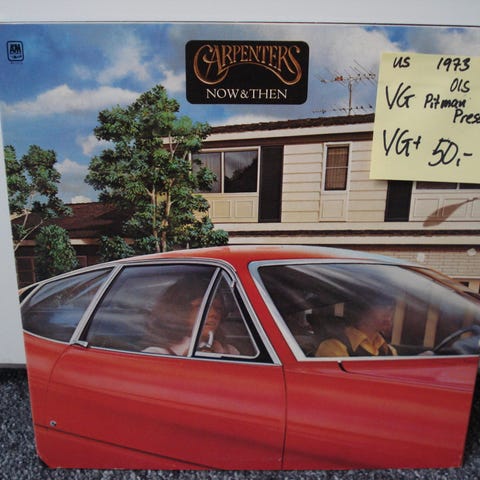 A&M
CARPENTERS
NOW & THEN
US 1973
OIS
VG Pitman
Press
VG+ 50,-